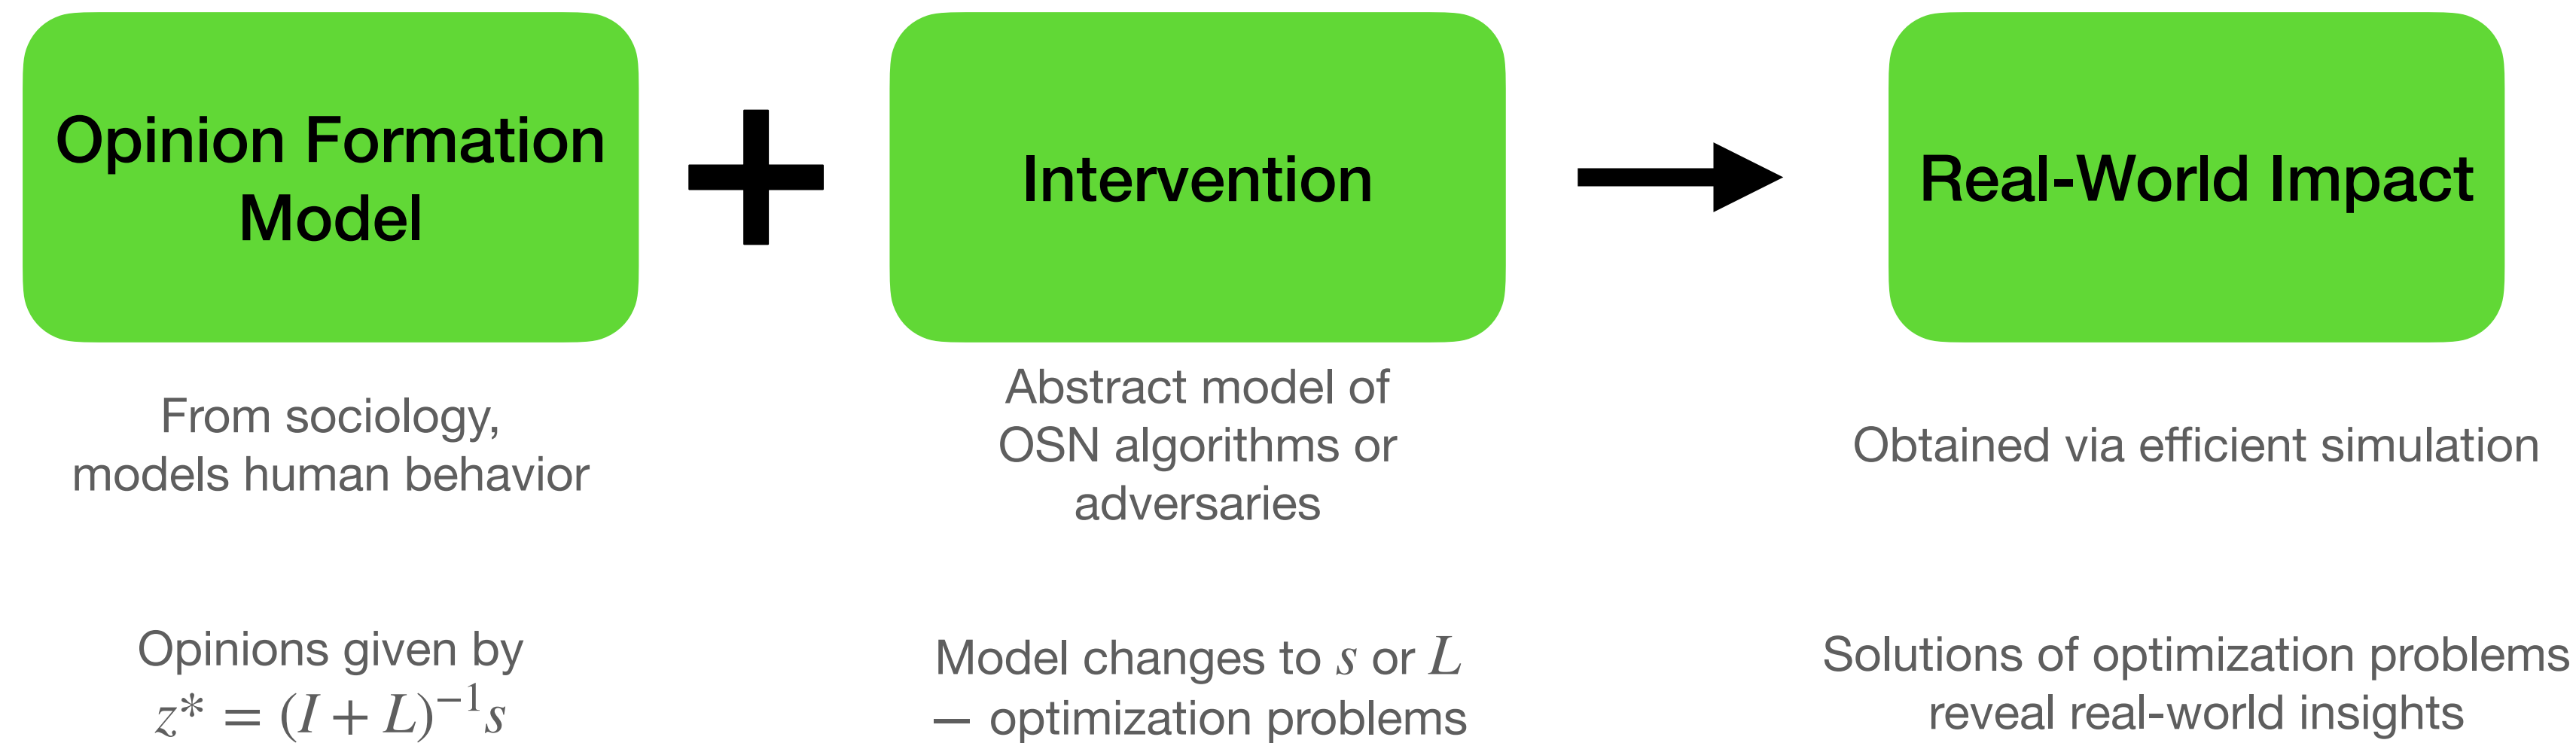 Opinion Formation
Model
+
Intervention
Real-World Impact
From sociology,
models human behavior
Abstract model of
OSN algorithms or
adversaries
Obtained via efficient simulation
Opinions given by
z* = (I + L)⁻¹s
Model changes to s or L
— optimization problems
Solutions of optimization problems
reveal real-world insights